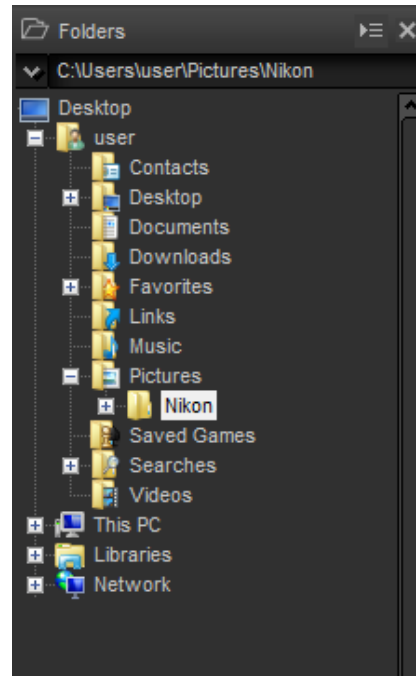 Folders
C:\Users\user\Pictures\Nikon
Desktop
user
Contacts
Desktop
Documents
Downloads
Favorites
Links
Music
Pictures
Nikon
Saved Games
Searches
Videos
This PC
Libraries
Network